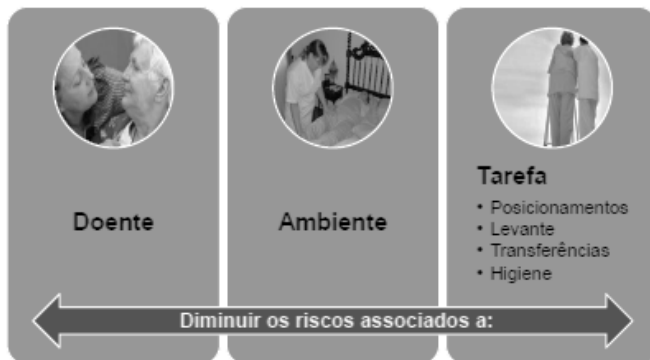 Doente
Ambiente
Tarefa
• Posicionamentos
• Levante
• Transferências
• Higiene
Diminuir os riscos associados a: